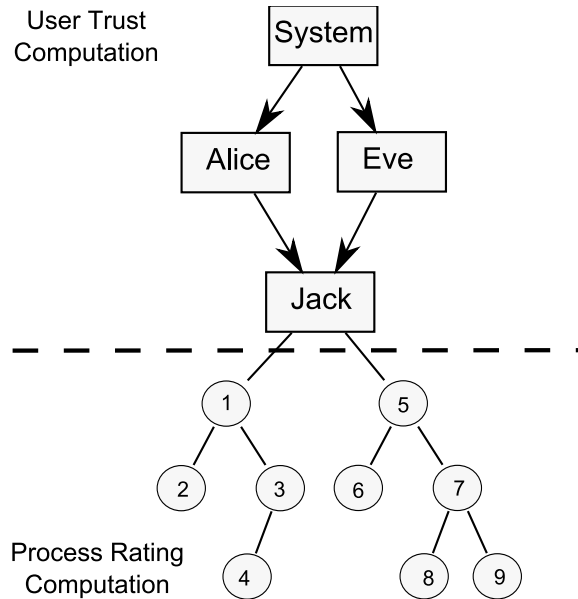 User Trust
Computation
System
Alice
Eve
Jack
1
5
2
3
6
7
4
8
9
Process Rating
Computation